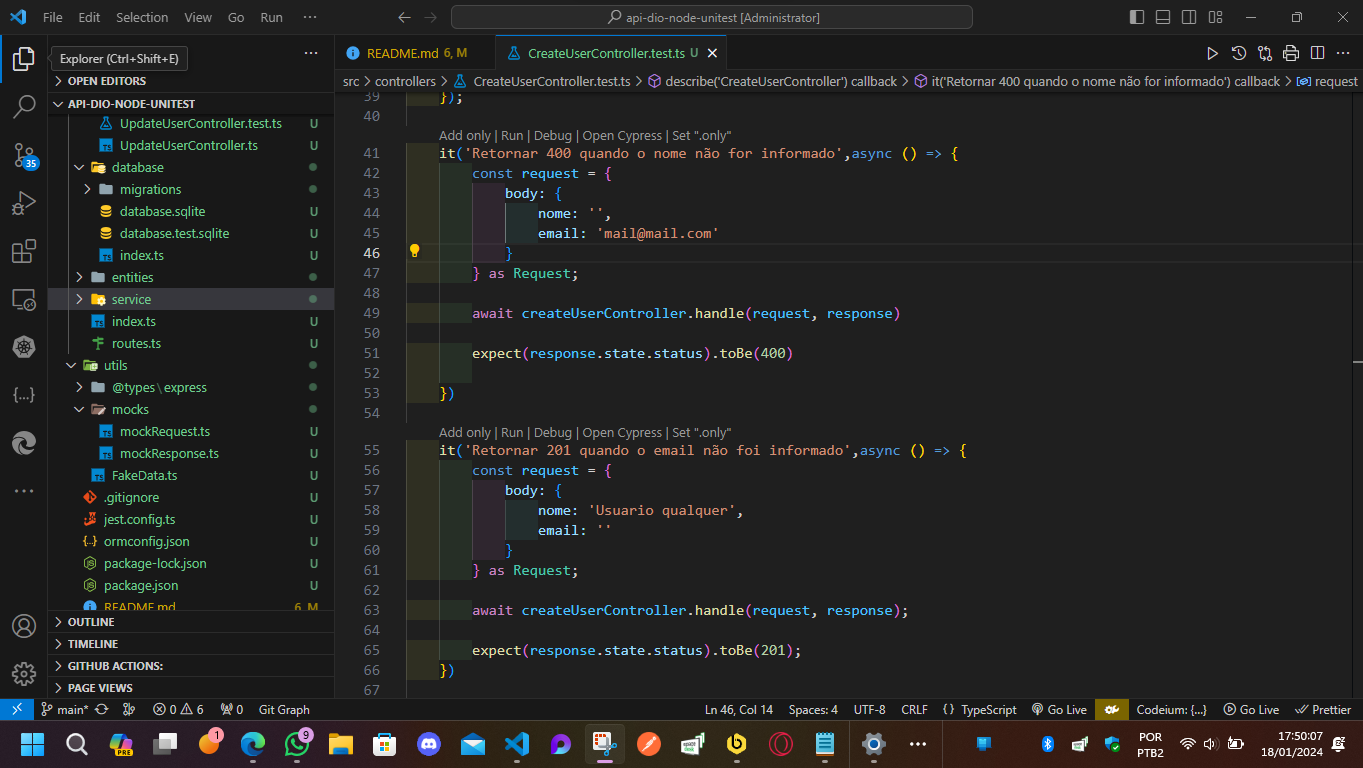 File Edit Selection View Go Run ··· api-dio-node-unitest [Administrator]
Explorer (Ctrl+Shift+E)
README.md 6, M CreateUserController.test.ts U
src > controllers > CreateUserController.test.ts > describe('CreateUserController') callback > it('Retornar 400 quando o nome não for informado') callback > request
OPEN EDITORS
API-DIO-NODE-UNITEST
UpdateUserController.test.ts U
UpdateUserController.ts U
database
migrations
database.sqlite U
database.test.sqlite U
index.ts U
entities
service
index.ts U
routes.ts U
utils
@types\express
mocks
mockRequest.ts U
mockResponse.ts U
FakeData.ts U
.gitignore U
jest.config.ts U
ormconfig.json U
package-lock.json U
package.json U
README.md 6, M
OUTLINE
TIMELINE
GITHUB ACTIONS:
PAGE VIEWS
35
39 });
40
Add only | Run | Debug | Open Cypress | Set ".only"
41 it('Retornar 400 quando o nome não for informado',async () => {
42 const request = {
43 body: {
44 nome: '',
45 email: 'mail@mail.com'
46 }
47 } as Request;
48
49 await createUserController.handle(request, response)
50
51 expect(response.state.status).toBe(400)
52
53 })
54
Add only | Run | Debug | Open Cypress | Set ".only"
55 it('Retornar 201 quando o email não foi informado',async () => {
56 const request = {
57 body: {
58 nome: 'Usuario qualquer',
59 email: ''
60 }
61 } as Request;
62
63 await createUserController.handle(request, response);
64
65 expect(response.state.status).toBe(201);
66 })
67
main* 0 6 0 Git Graph Ln 46, Col 14 Spaces: 4 UTF-8 CRLF {} TypeScript Go Live Codeium: {...} Go Live Prettier
PRE 1 9 POR 17:50:07
PTB2 18/01/2024